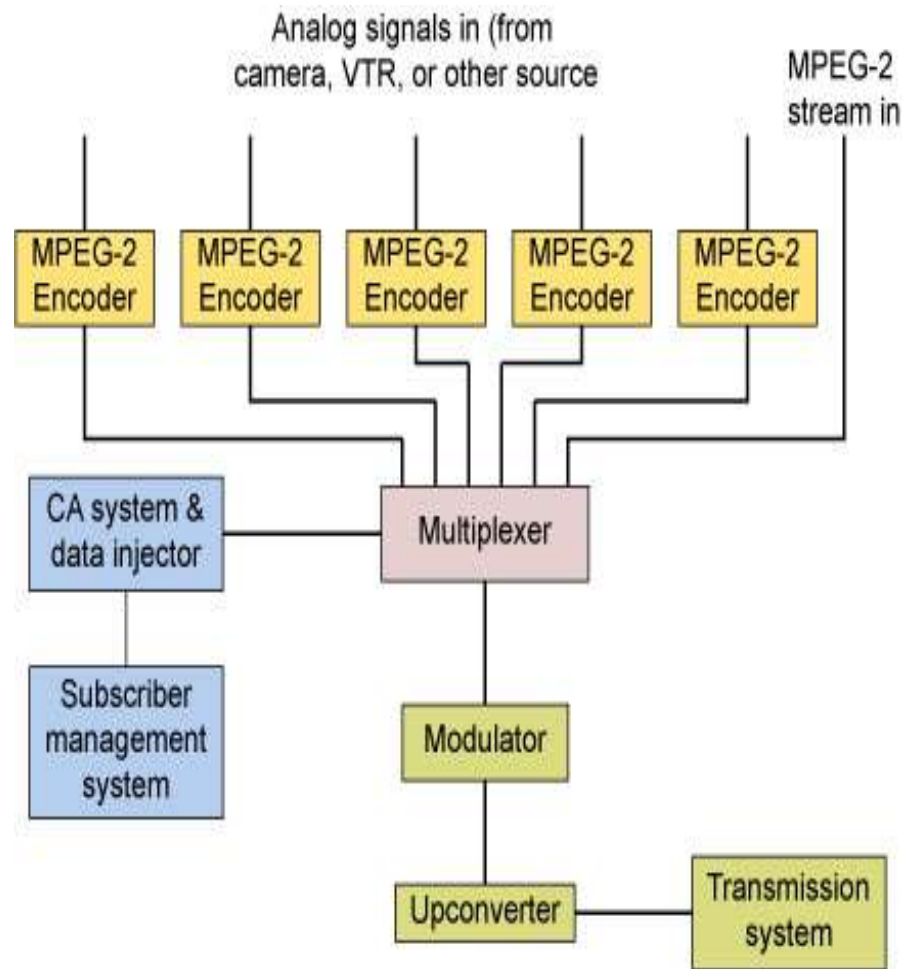 Analog signals in (from
camera, VTR, or other source
MPEG-2
stream in
MPEG-2
Encoder
MPEG-2
Encoder
MPEG-2
Encoder
MPEG-2
Encoder
MPEG-2
Encoder
CA system &
data injector
Multiplexer
Subscriber
management
system
Modulator
Upconverter
Transmission
system